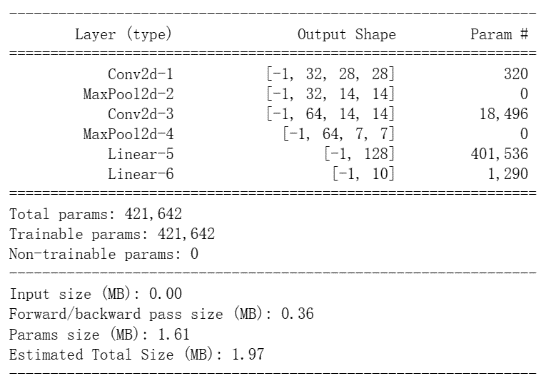 ----------------------------------------------------------------
Layer (type) Output Shape Param #
================================================================
Conv2d-1 [-1, 32, 28, 28] 320
MaxPool2d-2 [-1, 32, 14, 14] 0
Conv2d-3 [-1, 64, 14, 14] 18,496
MaxPool2d-4 [-1, 64, 7, 7] 0
Linear-5 [-1, 128] 401,536
Linear-6 [-1, 10] 1,290
================================================================
Total params: 421,642
Trainable params: 421,642
Non-trainable params: 0
----------------------------------------------------------------
Input size (MB): 0.00
Forward/backward pass size (MB): 0.36
Params size (MB): 1.61
Estimated Total Size (MB): 1.97
----------------------------------------------------------------